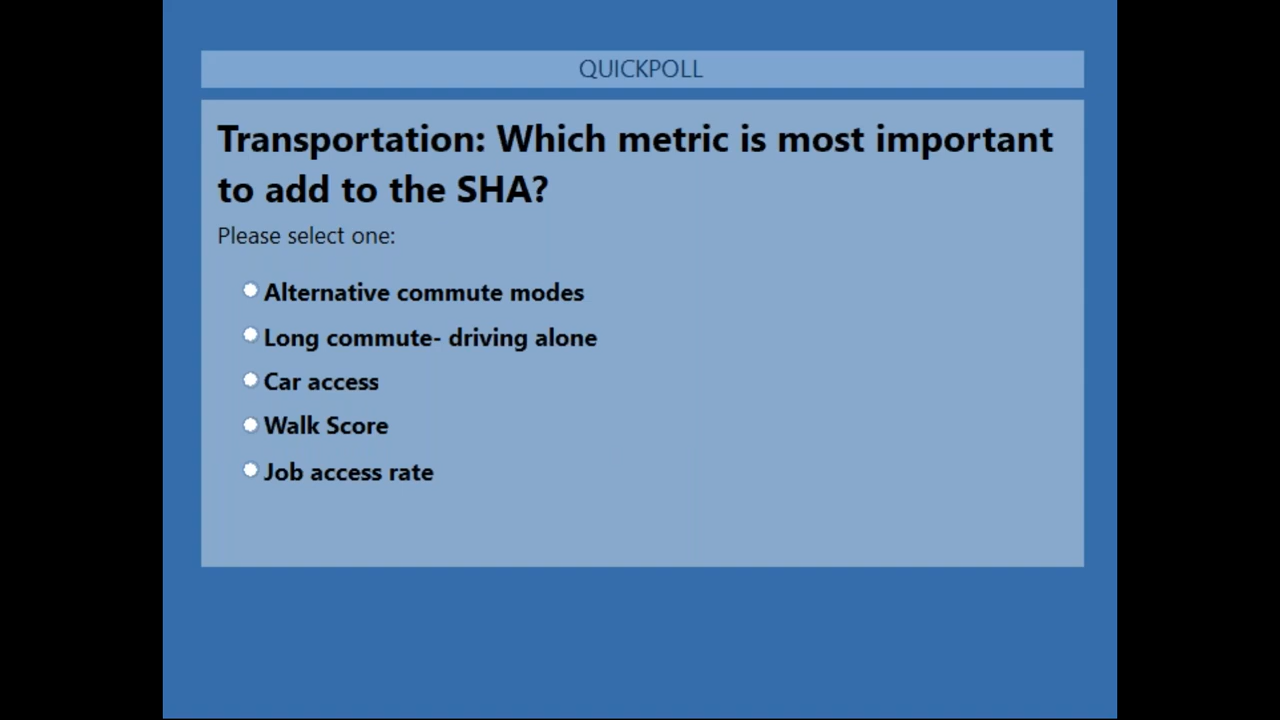 QUICKPOLL
Transportation: Which metric is most important
to add to the SHA?
Please select one:
Alternative commute modes
Long commute- driving alone
Car access
Walk Score
Job access rate